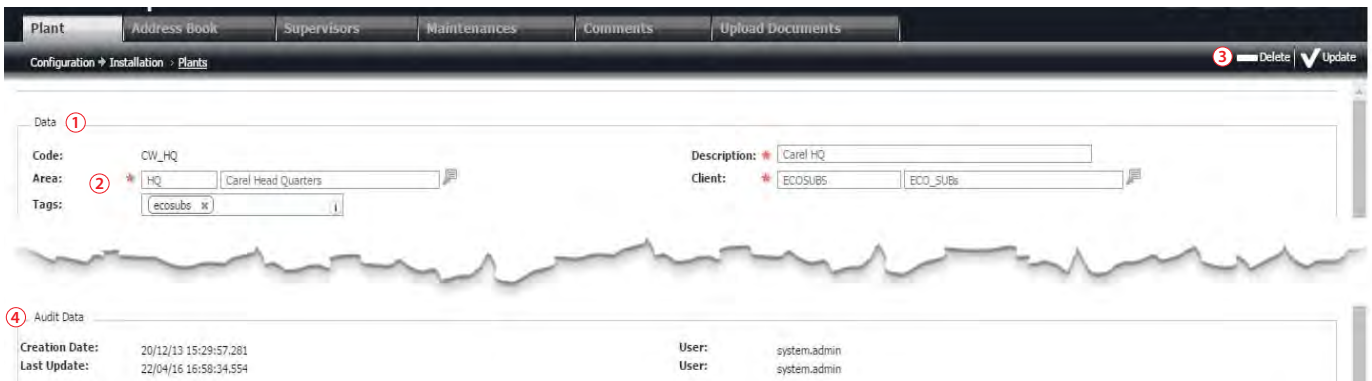 Plant Address Book Supervisors Maintenances Comments Upload Documents
Configuration → Installation > Plants ③ Delete Update
Data ①
Code: CW_HQ Description: * Carel HQ
Area: ② * HQ Carel Head Quarters Client: * ECOSUBS ECO_SUBs
Tags: ecosubs x i
④ Audit Data
Creation Date: 20/12/13 15:29:57.281 User: system.admin
Last Update: 22/04/16 16:58:34.554 User: system.admin